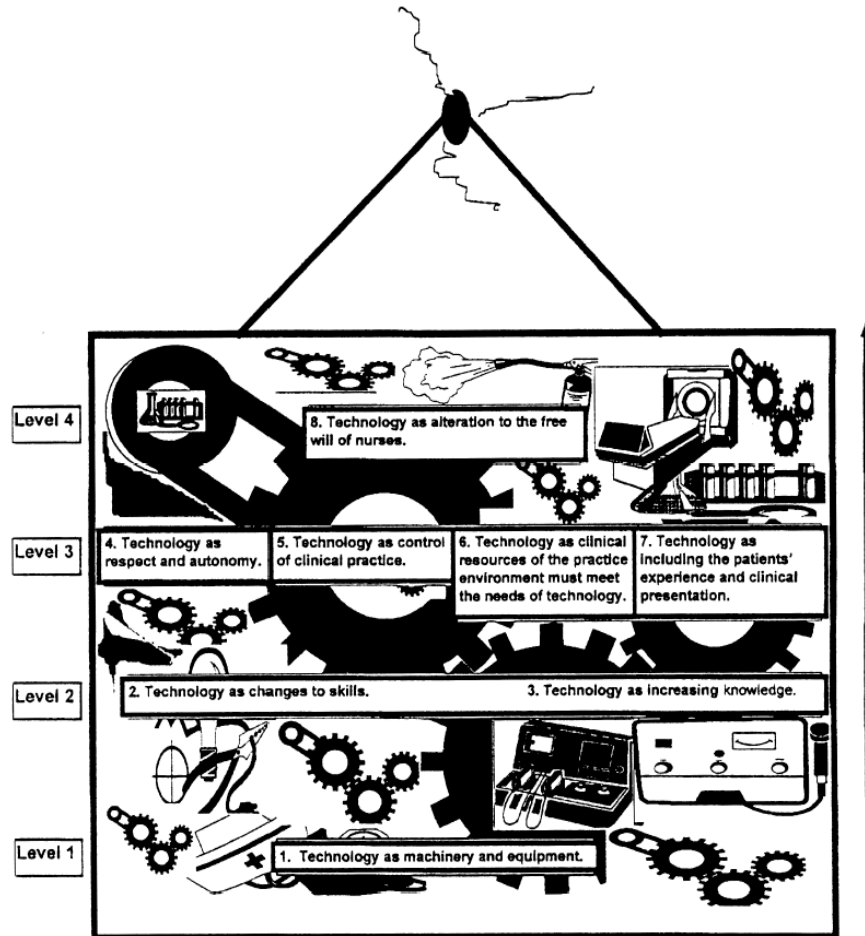 Level 4
8. Technology as alteration to the free
will of nurses.
Level 3
4. Technology as
respect and autonomy.
5. Technology as control
of clinical practice.
6. Technology as clinical
resources of the practice
environment must meet
the needs of technology.
7. Technology as
including the patients'
experience and clinical
presentation.
Level 2
2. Technology as changes to skills.
3. Technology as increasing knowledge.
Level 1
1. Technology as machinery and equipment.